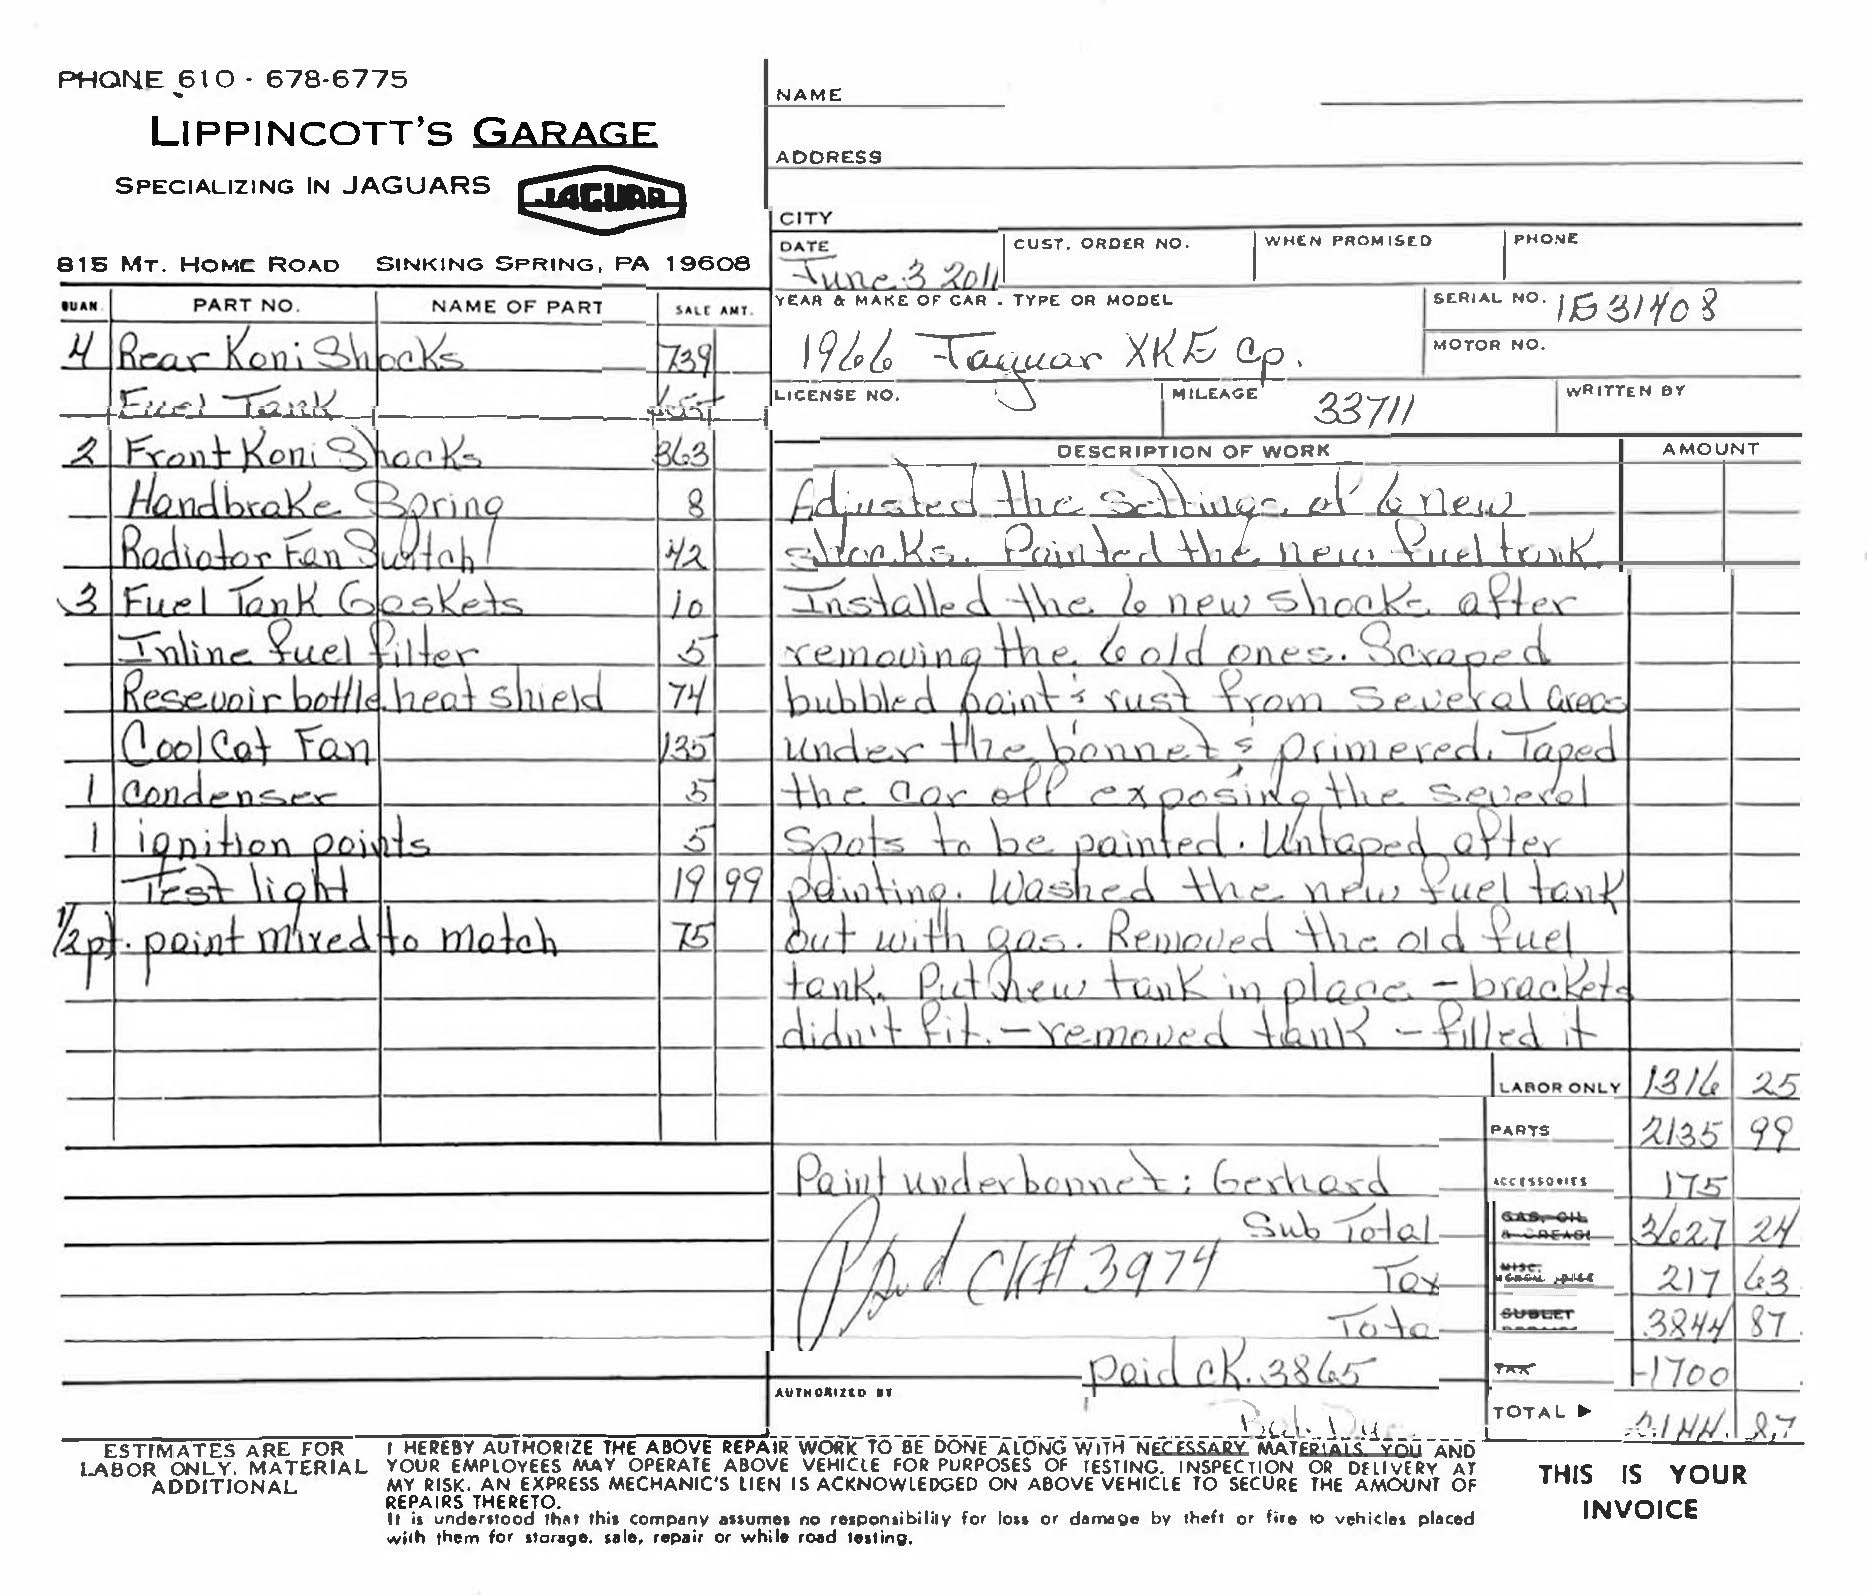 PHONE 610 - 678-6775
LIPPINCOTT'S GARAGE
SPECIALIZING IN JAGUARS
JAGUAR
815 MT. HOME ROAD SINKING SPRING, PA 19608
NAME
ADDRESS
CITY
DATE CUST. ORDER NO. WHEN PROMISED PHONE
June 3 2011
YEAR & MAKE OF CAR - TYPE OR MODEL SERIAL NO. 1E31408
1966 Jaguar XKE Cp. MOTOR NO.
LICENSE NO. MILEAGE 33711 WRITTEN BY
QUAN. PART NO. NAME OF PART SALE AMT.
4 Rear Koni Shocks 739
Fuel Tank
2 Front Koni Shocks 363
Handbrake Spring 8
Radiator Fan Switch 42
3 Fuel Tank Gaskets 10
Inline fuel filter 5
Resevoir bottle heat shield 74
Cool Cat Fan 135
1 Condenser 5
1 ignition points 5
Test light 19 99
1/2 pt. paint mixed to match 75
DESCRIPTION OF WORK AMOUNT
Adjusted the settings of 6 new
shocks. Painted the new fuel tank.
Installed the 6 new shocks after
removing the 6 old ones. Scraped
bubbled paint & rust from several areas
under the bonnet & primered. Taped
the car off exposing the several
spots to be painted. Untaped after
painting. Washed the new fuel tank
out with gas. Removed the old fuel
tank. Put new tank in place - brackets
didn't fit. - removed tank - filled it
LABOR ONLY 1316 25
PARTS 2135 99
Paint underbonnet: Gerhard ACCESSORIES 175
Sub Total GAS, OIL & GREASE 3627 24
Paid CK# 3974
Tax MISC. 217 63
Tota SUBLET 3844 87
paid CK. 3865 TAX -1700
AUTHORIZED BY
Bal. Due TOTAL ▶ 2144 87
ESTIMATES ARE FOR
LABOR ONLY, MATERIAL
ADDITIONAL
I HEREBY AUTHORIZE THE ABOVE REPAIR WORK TO BE DONE ALONG WITH NECESSARY MATERIALS. YOU AND
YOUR EMPLOYEES MAY OPERATE ABOVE VEHICLE FOR PURPOSES OF TESTING, INSPECTION OR DELIVERY AT
MY RISK. AN EXPRESS MECHANIC'S LIEN IS ACKNOWLEDGED ON ABOVE VEHICLE TO SECURE THE AMOUNT OF
REPAIRS THERETO.
It is understood that this company assumes no responsibility for loss or damage by theft or fire to vehicles placed
with them for storage, sale, repair or while road testing.
THIS IS YOUR
INVOICE